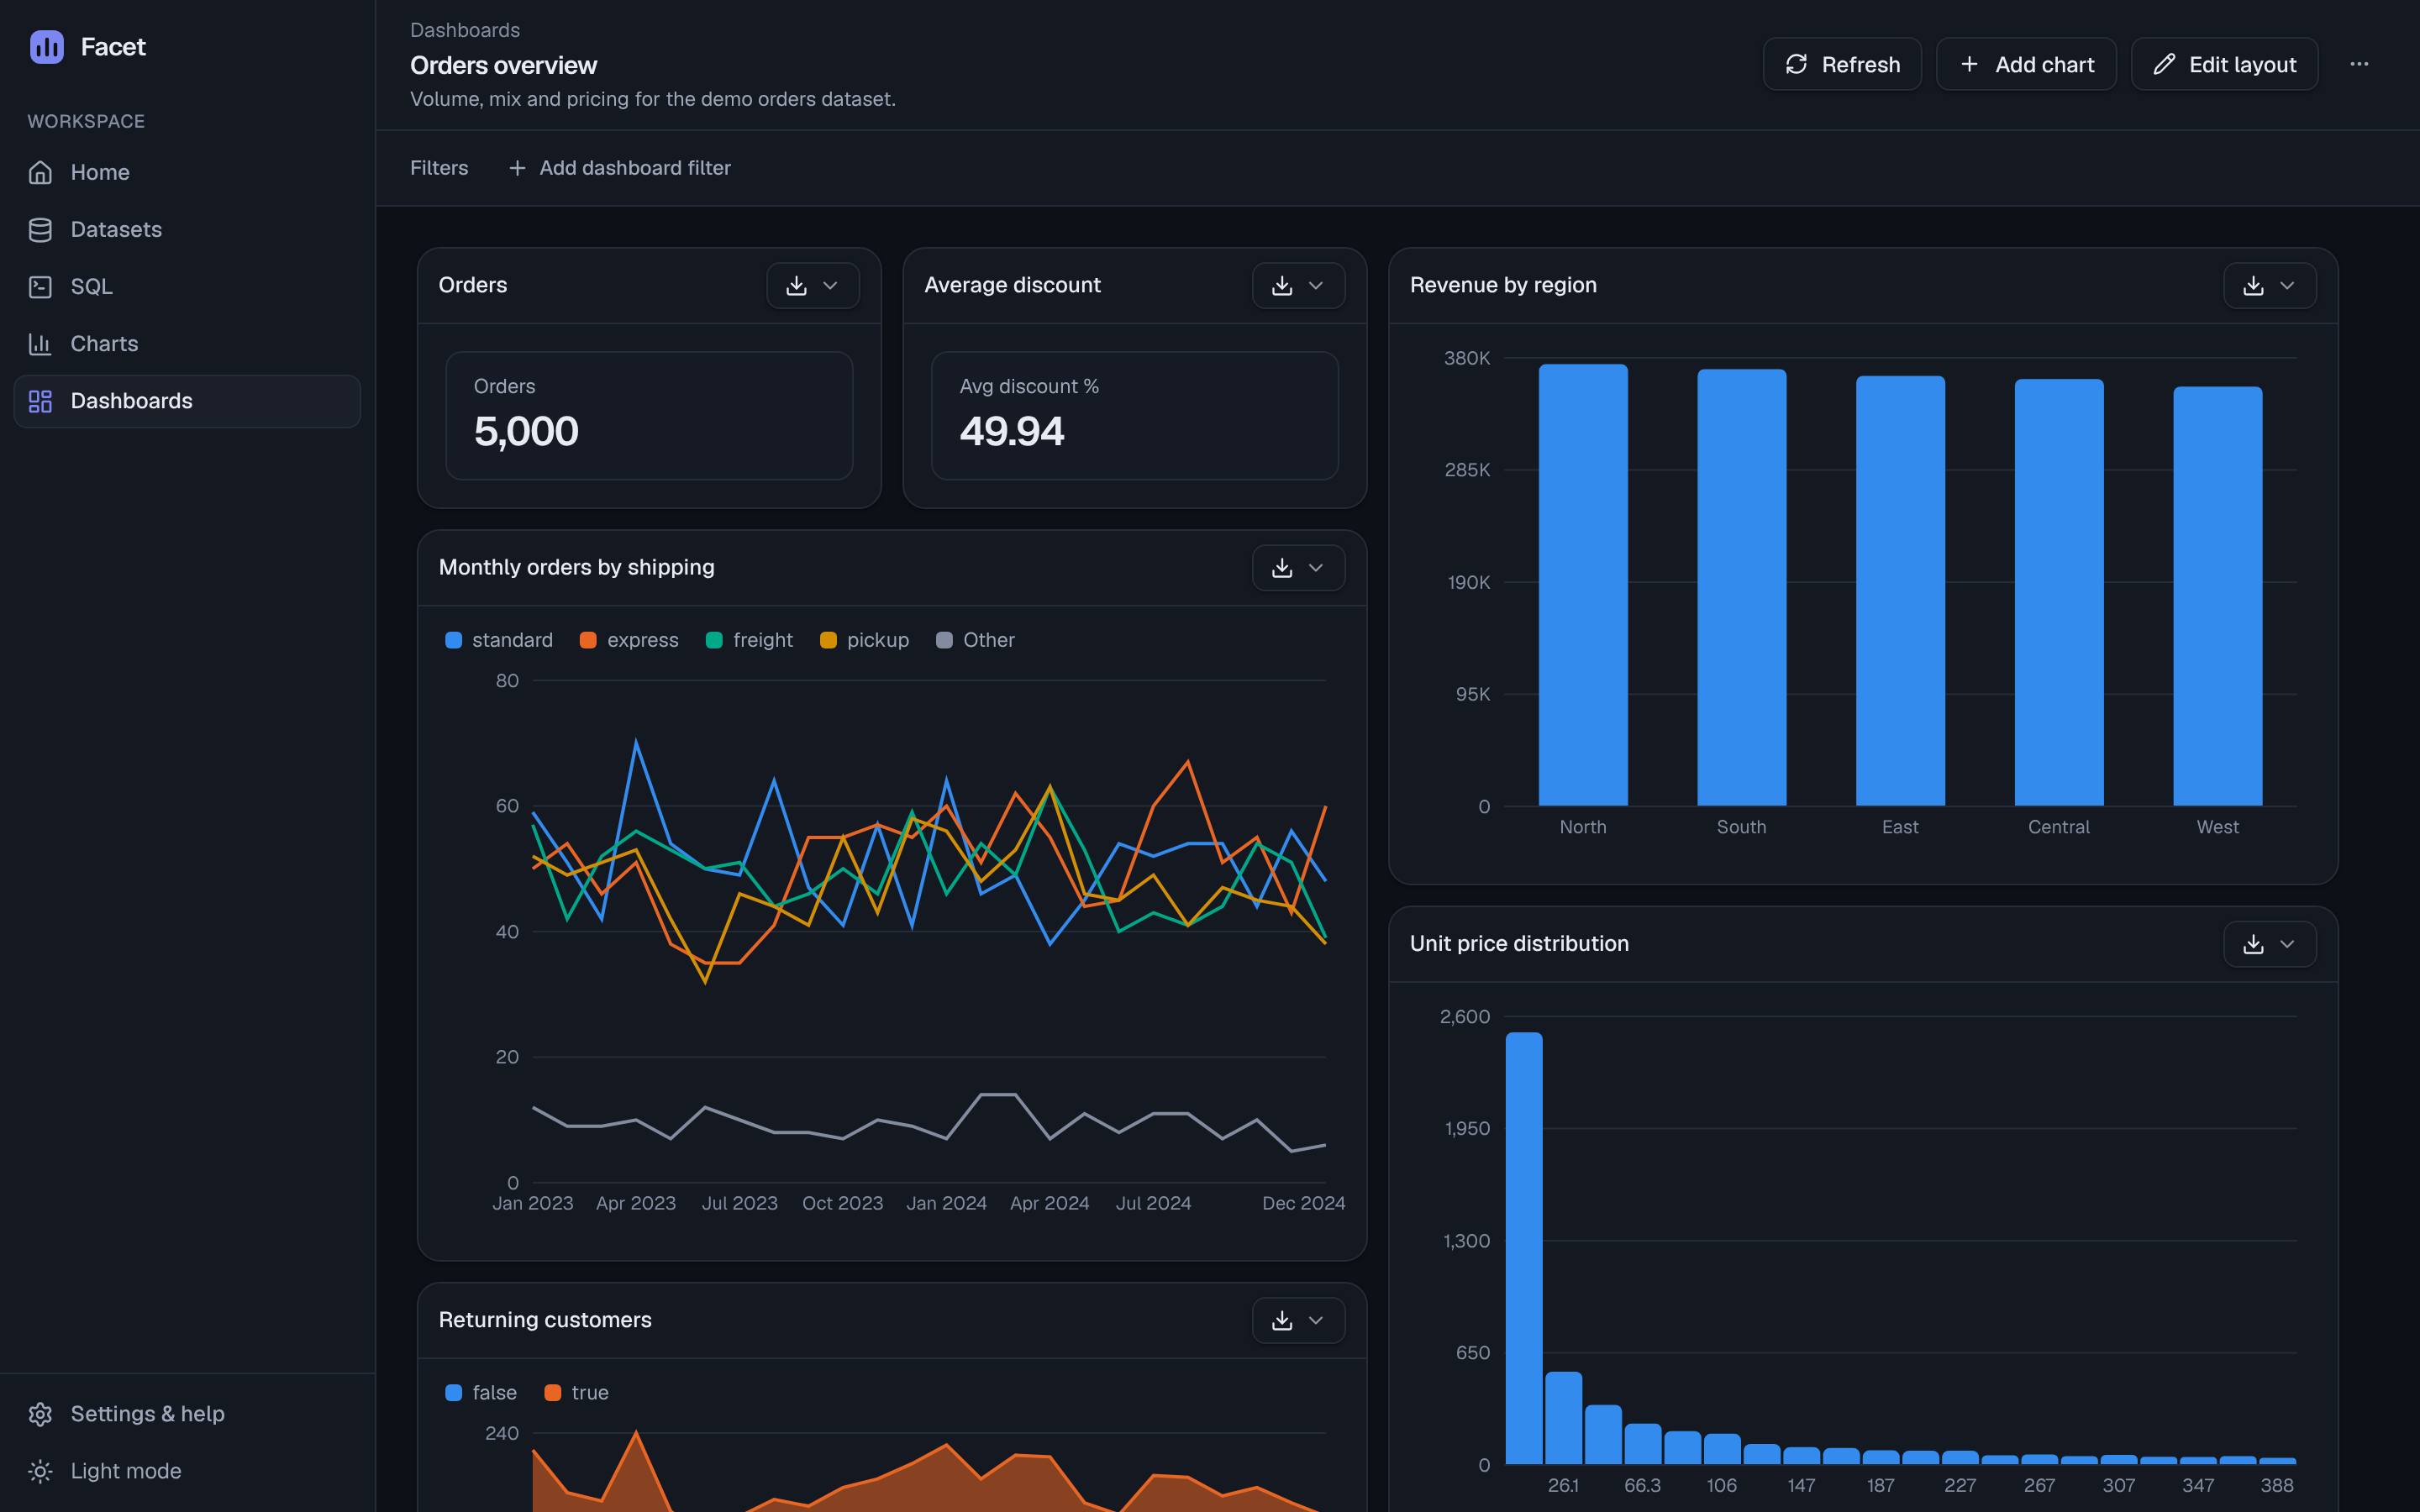 Facet
WORKSPACE
Home
Datasets
SQL
Charts
Dashboards
Settings & help
Light mode
Dashboards
Orders overview
Volume, mix and pricing for the demo orders dataset.
Refresh
Add chart
Edit layout
Filters
Add dashboard filter
Orders
Orders
5,000
Average discount
Avg discount %
49.94
Revenue by region
380K
285K
190K
95K
0
North South East Central West
Monthly orders by shipping
standard express freight pickup Other
80
60
40
20
0
Jan 2023 Apr 2023 Jul 2023 Oct 2023 Jan 2024 Apr 2024 Jul 2024 Dec 2024
Unit price distribution
2,600
1,950
1,300
650
0
26.1 66.3 106 147 187 227 267 307 347 388
Returning customers
false true
240